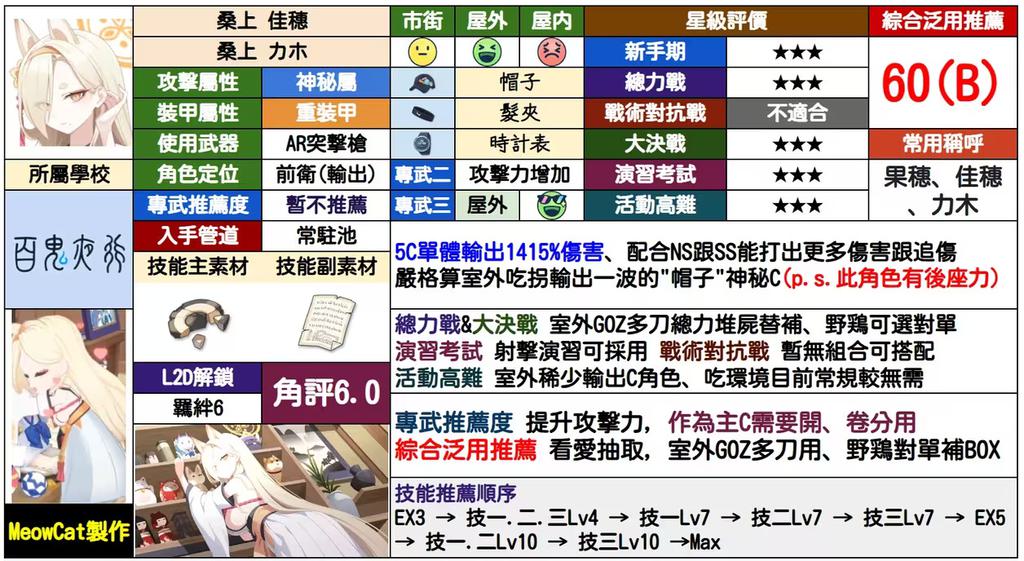 桑上 佳穗
市街
屋外
屋内
星級評價
綜合泛用推薦
桑上 カホ
新手期
★★★
60(B)
攻擊屬性
神秘屬
帽子
總力戰
★★★
裝甲屬性
重裝甲
髮夾
戰術對抗戰
不適合
使用武器
AR突擊槍
時計表
大決戰
★★★
常用稱呼
所屬學校
角色定位
前衛(輸出)
專武二
攻擊力增加
演習考試
★★★
果穗、佳穗
、力木
專武推薦度
暫不推薦
專武三
屋外
活動高難
★★★
百鬼夜行
入手管道
常駐池
技能主素材
技能副素材
5C單體輸出1415%傷害、配合NS跟SS能打出更多傷害跟追傷
嚴格算室外吃拐輸出一波的"帽子"神秘C(p.s.此角色有後座力)
總力戰&大決戰 室外GOZ多刀總力堆屍替補、野鴉可選對單
演習考試 射擊演習可採用 戰術對抗戰 暫無組合可搭配
活動高難 室外稀少輸出C角色、吃環境目前常規較無需
L2D解鎖
羈絆6
角評6.0
專武推薦度 提升攻擊力，作為主C需要開、卷分用
綜合泛用推薦 看愛抽取，室外GOZ多刀用、野鴉對單補BOX
技能推薦順序
EX3 → 技一.二.三Lv4 → 技一Lv7 → 技二Lv7 → 技三Lv7 → EX5
→ 技一.二Lv10 → 技三Lv10 →Max
MeowCat製作